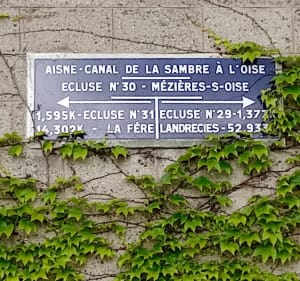 AISNE-CANAL DE LA SAMBRE À L'OISE
ECLUSE N°30 - MÉZIÈRES-S-OISE
1,595K-ECLUSE N°31 ECLUSE N°29-1,377K
14,302K - LA FÈRE LANDRECIES-52,933